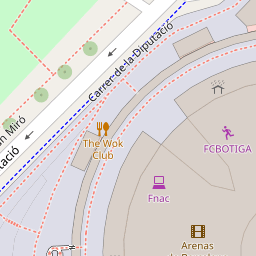 Carrer de la Diputació
n Miró
ació
The Wok
Club
FCBOTIGA
Fnac
Arenas